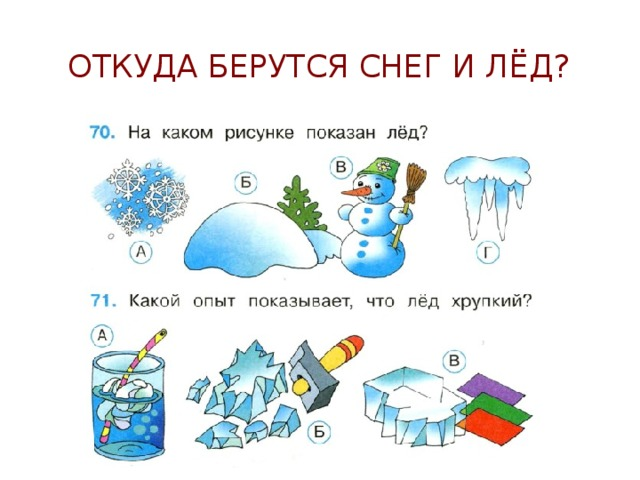 ОТКУДА БЕРУТСЯ СНЕГ И ЛЁД?
70. На каком рисунке показан лёд?
А
Б
В
Г
71. Какой опыт показывает, что лёд хрупкий?
А
Б
В